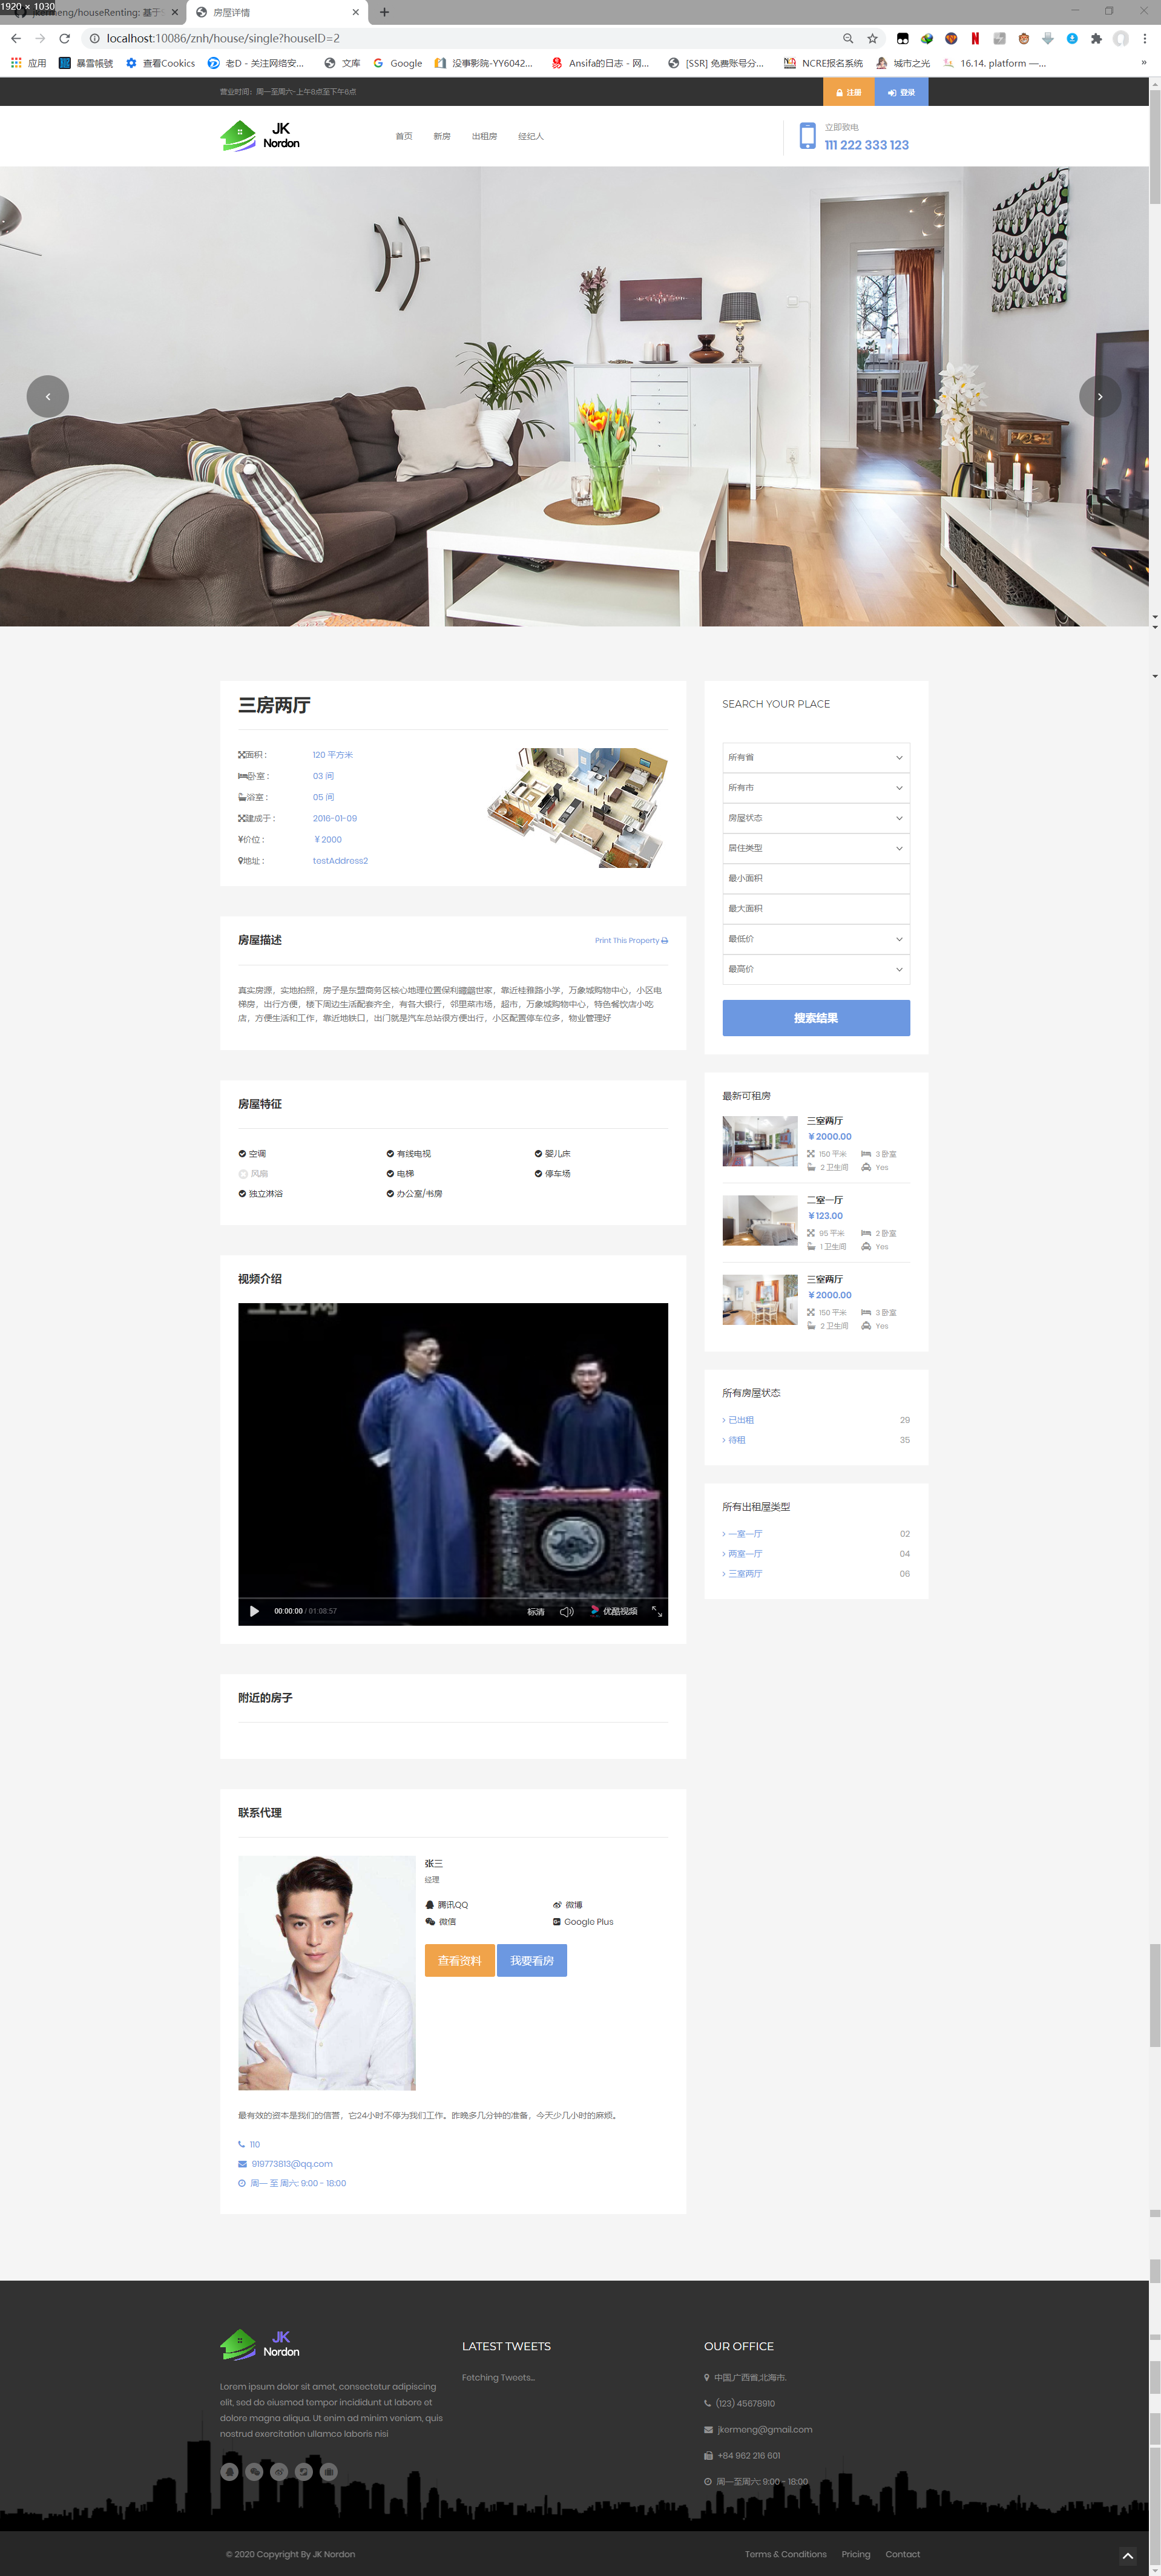 1920 × 1030
jkermeng/houseRenting: 基于
房屋详情
localhost:10086/znh/house/single?houseID=2
应用
暴雪帳號
查看Cookics
老D - 关注网络安...
文库
Google
没事影院-YY6042...
Ansifa的日志 - 网...
[SSR] 免费账号分...
NCRE报名系统
城市之光
16.14. platform —...
营业时间：周一至周六-上午8点至下午6点
注册
登录
JK
Nordon
首页
新房
出租房
经纪人
立即致电
111 222 333 123
三房两厅
面积：
120 平方米
卧室：
03 间
浴室：
05 间
建成于：
2016-01-09
¥价位：
￥2000
地址：
testAddress2
房屋描述
Print This Property
真实房源，实地拍照，房子是东盟商务区核心地理位置保利龘龘世家，靠近桂雅路小学，万象城购物中心，小区电
梯房，出行方便，楼下周边生活配套齐全，有各大银行，邻里菜市场，超市，万象城购物中心，特色餐饮店小吃
店，方便生活和工作，靠近地铁口，出门就是汽车总站很方便出行，小区配置停车位多，物业管理好
房屋特征
空调
有线电视
婴儿床
风扇
电梯
停车场
独立淋浴
办公室/书房
视频介绍
00:00:00 / 01:08:57
标清
优酷视频
附近的房子
联系代理
张三
经理
腾讯QQ
微博
微信
Google Plus
查看资料
我要看房
最有效的资本是我们的信誉，它24小时不停为我们工作。昨晚多几分钟的准备，今天少几小时的麻烦。
110
919773813@qq.com
周一 至 周六: 9:00 - 18:00
SEARCH YOUR PLACE
所有省
所有市
房屋状态
居住类型
最小面积
最大面积
最低价
最高价
搜索结果
最新可租房
三室两厅
￥2000.00
150 平米
3 卧室
2 卫生间
Yes
二室一厅
￥123.00
95 平米
2 卧室
1 卫生间
Yes
三室两厅
￥2000.00
150 平米
3 卧室
2 卫生间
Yes
所有房屋状态
已出租
29
待租
35
所有出租屋类型
一室一厅
02
两室一厅
04
三室两厅
06
JK
Nordon
Lorem ipsum dolor sit amet, consectetur adipiscing
elit, sed do eiusmod tempor incididunt ut labore et
dolore magna aliqua. Ut enim ad minim veniam, quis
nostrud exercitation ullamco laboris nisi
LATEST TWEETS
Fetching Tweets...
OUR OFFICE
中国,广西省,北海市.
(123) 45678910
jkermeng@gmail.com
+84 962 216 601
周一至周六: 9:00 - 18:00
© 2020 Copyright By JK Nordon
Terms & Conditions
Pricing
Contact